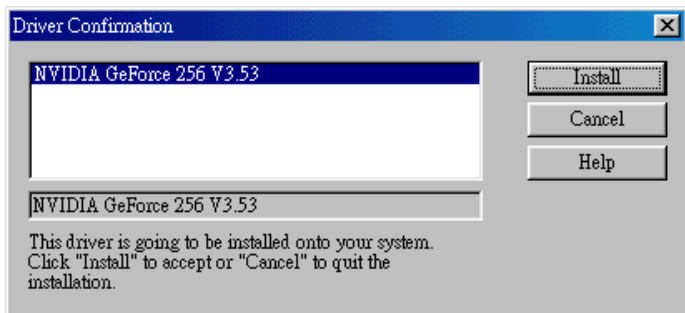 Driver Confirmation
NVIDIA GeForce 256 V3.53
Install
Cancel
Help
NVIDIA GeForce 256 V3.53
This driver is going to be installed onto your system.
Click "Install" to accept or "Cancel" to quit the
installation.